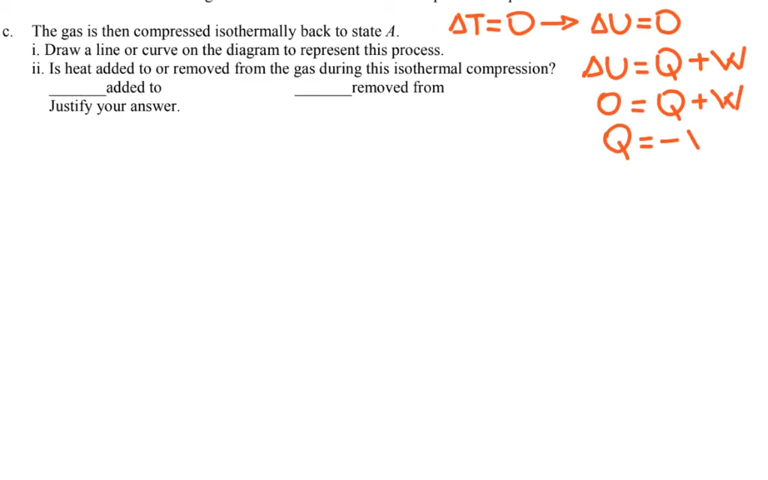 c. The gas is then compressed isothermally back to state A.
ΔT=0→ ΔU=0
i. Draw a line or curve on the diagram to represent this process.
ii. Is heat added to or removed from the gas during this isothermal compression?
ΔU=Q+W
______added to ______removed from
0=Q+W
Justify your answer.
Q=-\